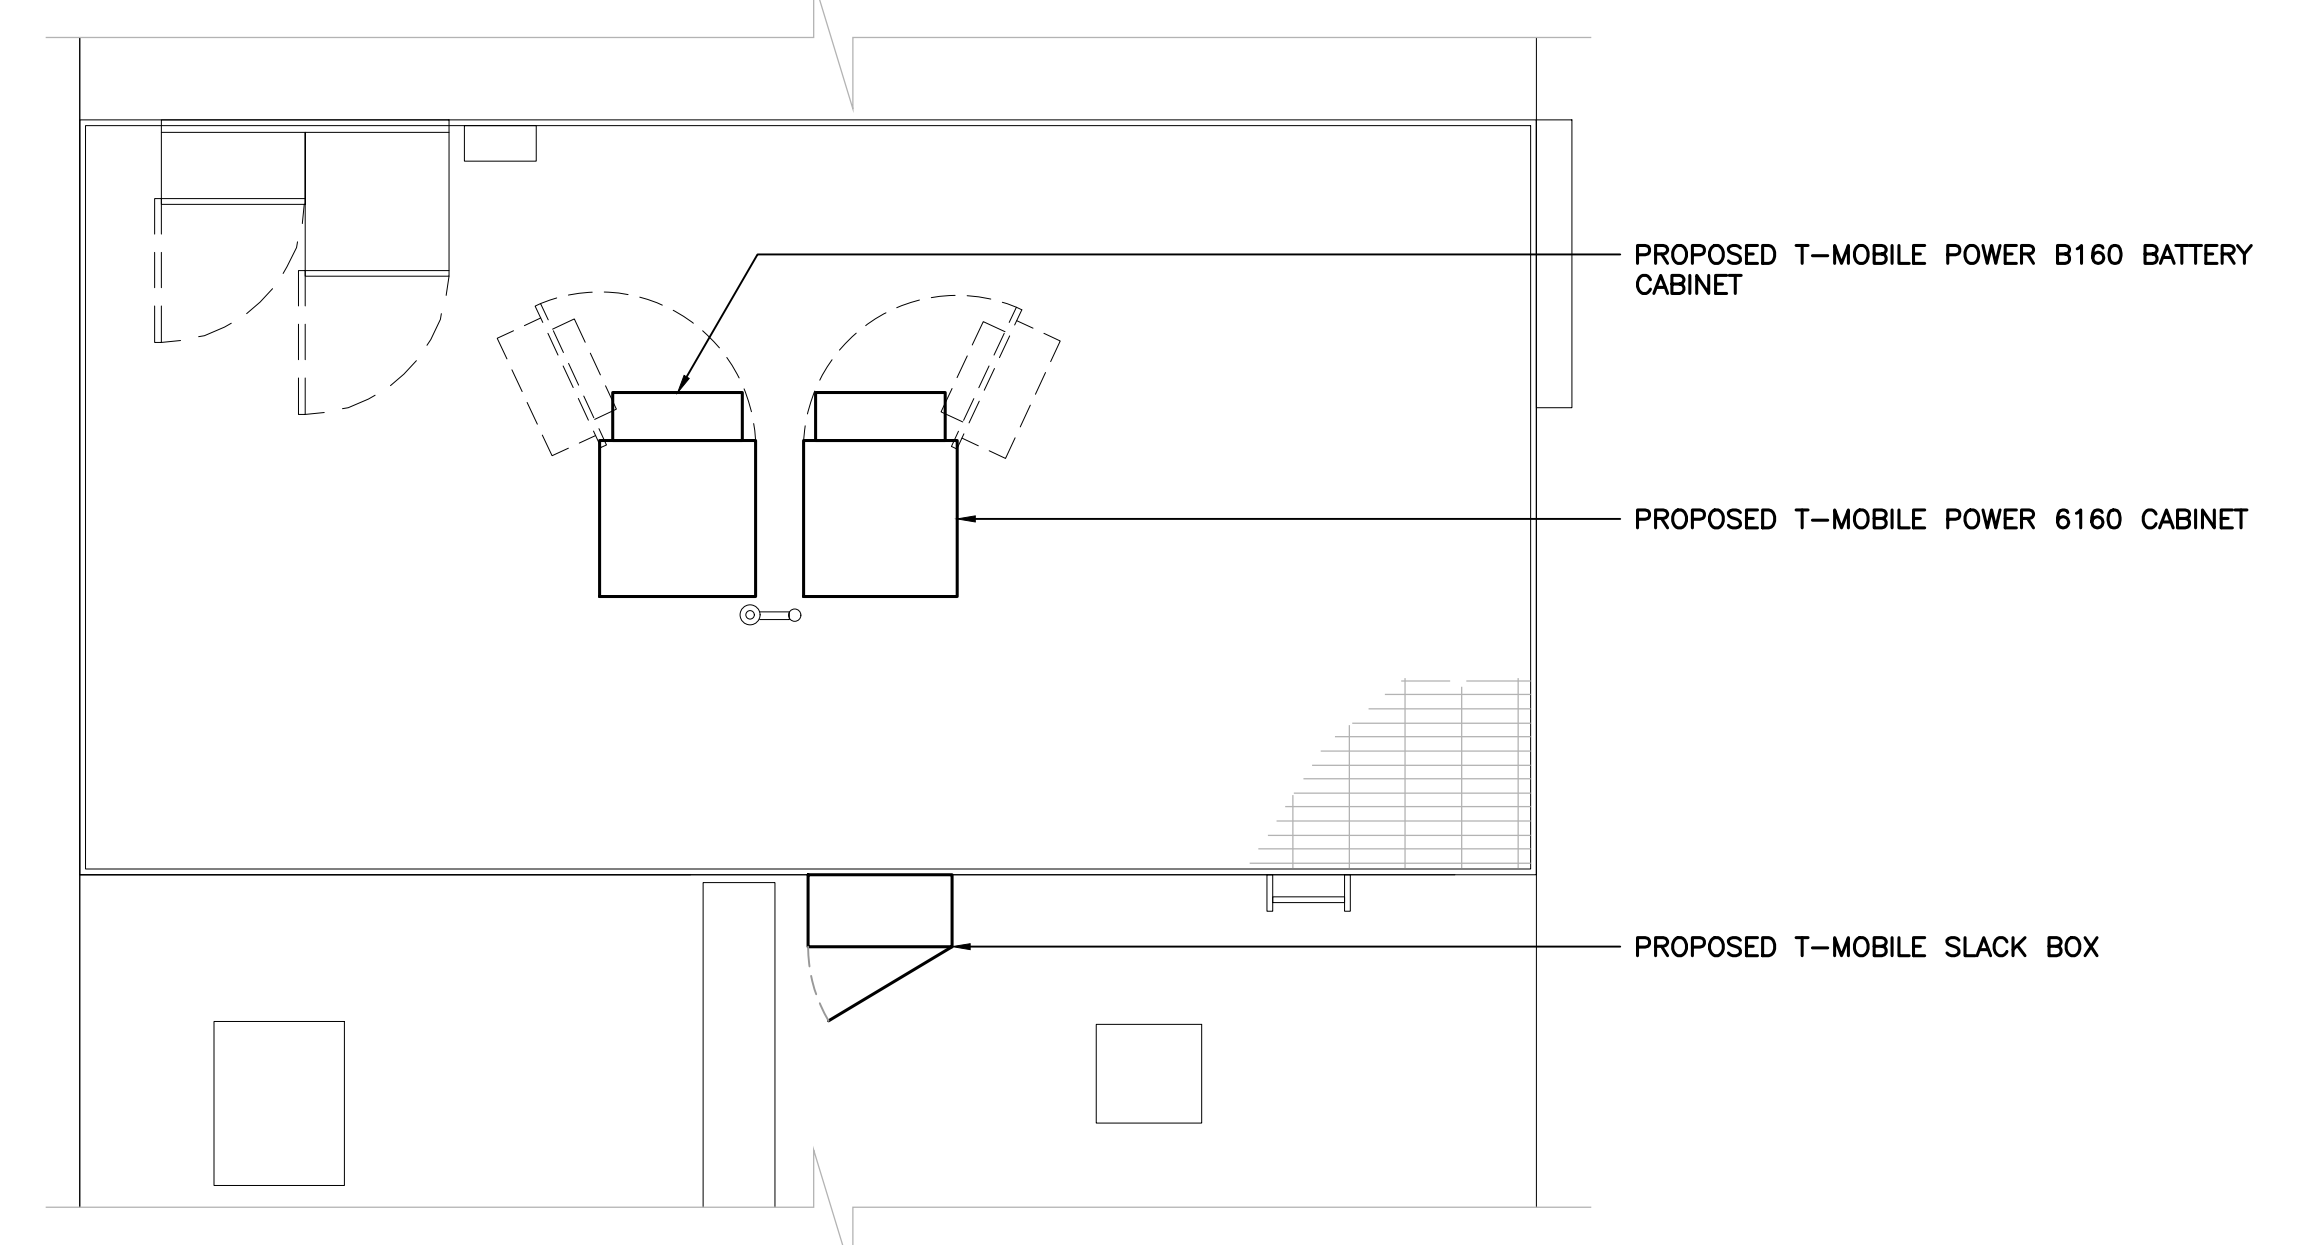 PROPOSED T-MOBILE POWER B160 BATTERY
CABINET
PROPOSED T-MOBILE POWER 6160 CABINET
PROPOSED T-MOBILE SLACK BOX